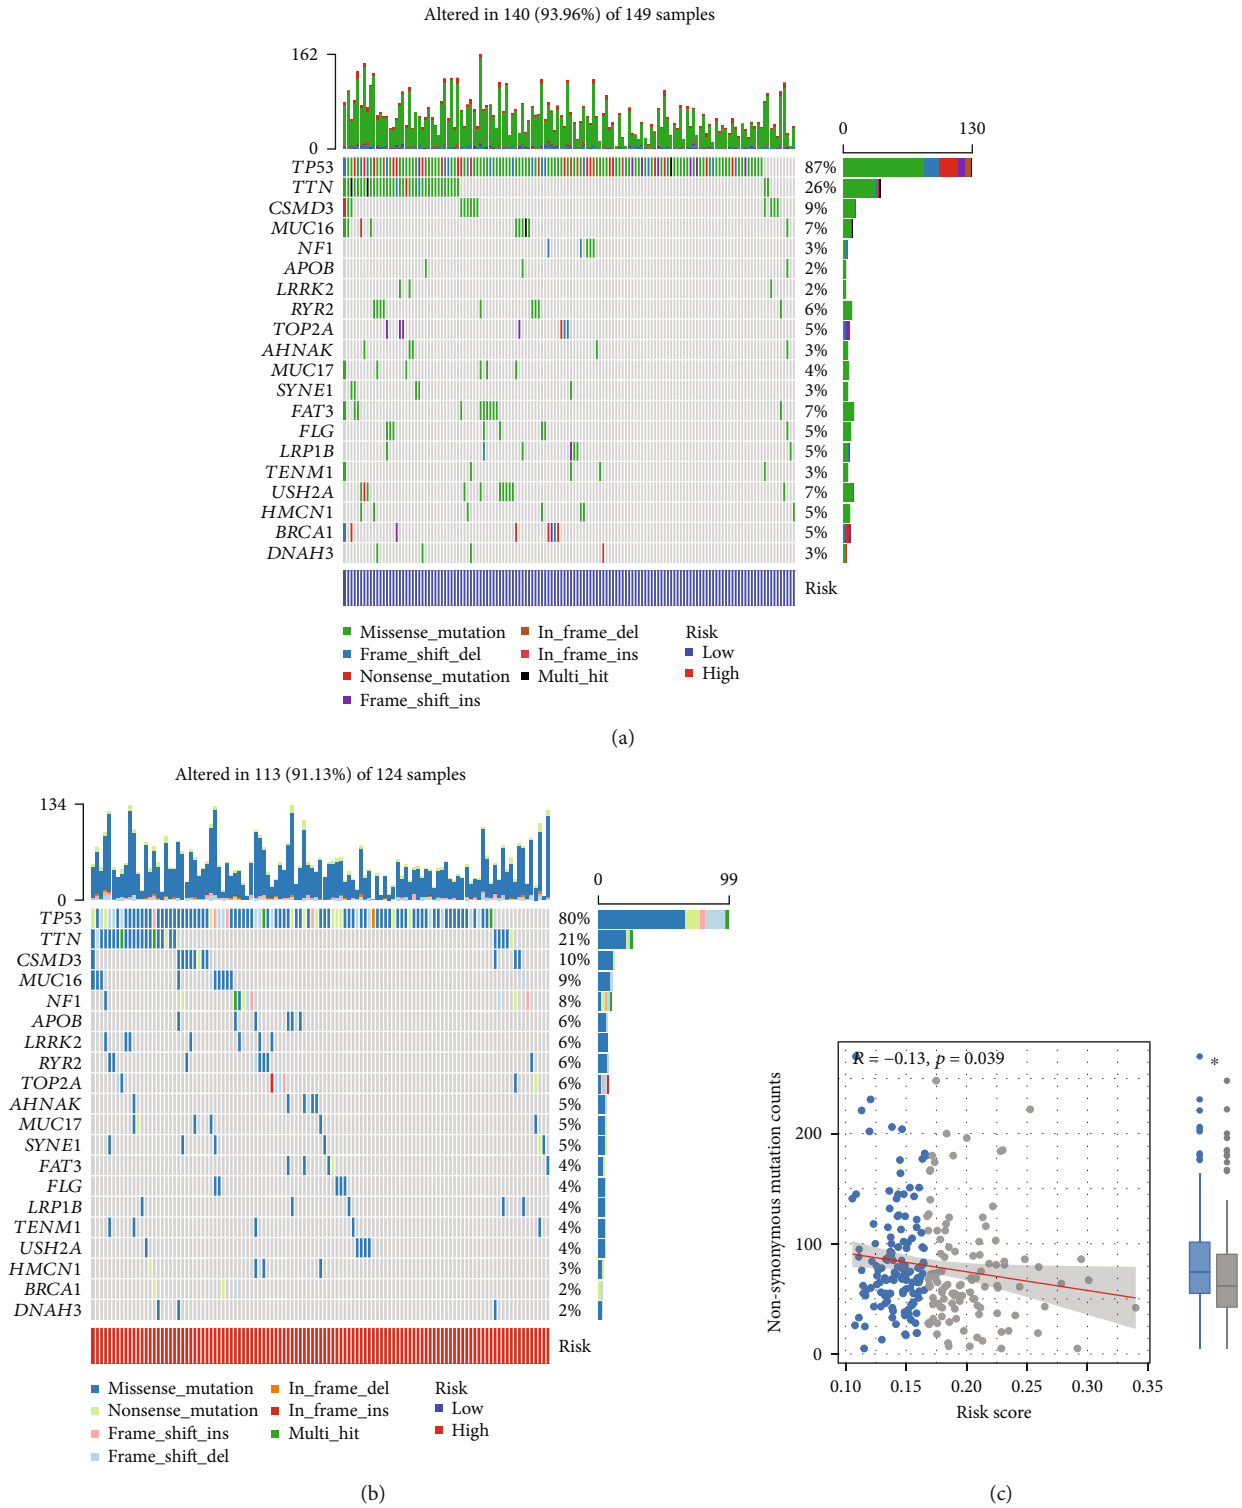 Altered in 140 (93.96%) of 149 samples
162
0
0 130
TP53 87%
TTN 26%
CSMD3 9%
MUC16 7%
NF1 3%
APOB 2%
LRRK2 2%
RYR2 6%
TOP2A 5%
AHNAK 3%
MUC17 4%
SYNE1 3%
FAT3 7%
FLG 5%
LRP1B 5%
TENM1 3%
USH2A 7%
HMCN1 5%
BRCA1 5%
DNAH3 3%
Risk
Missense_mutation In_frame_del Risk
Frame_shift_del In_frame_ins Low
Nonsense_mutation Multi_hit High
Frame_shift_ins
(a)
Altered in 113 (91.13%) of 124 samples
134
0
0 99
TP53 80%
TTN 21%
CSMD3 10%
MUC16 9%
NF1 8%
APOB 6%
LRRK2 6%
RYR2 6%
TOP2A 6%
AHNAK 5%
MUC17 5%
SYNE1 5%
FAT3 4%
FLG 4%
LRP1B 4%
TENM1 4%
USH2A 4%
HMCN1 3%
BRCA1 2%
DNAH3 2%
Risk
Missense_mutation In_frame_del Risk
Nonsense_mutation In_frame_ins Low
Frame_shift_ins Multi_hit High
Frame_shift_del
(b)
R = −0.13, p = 0.039
*
Non-synonymous mutation counts
200
100
0
0.10 0.15 0.20 0.25 0.30 0.35
Risk score
(c)